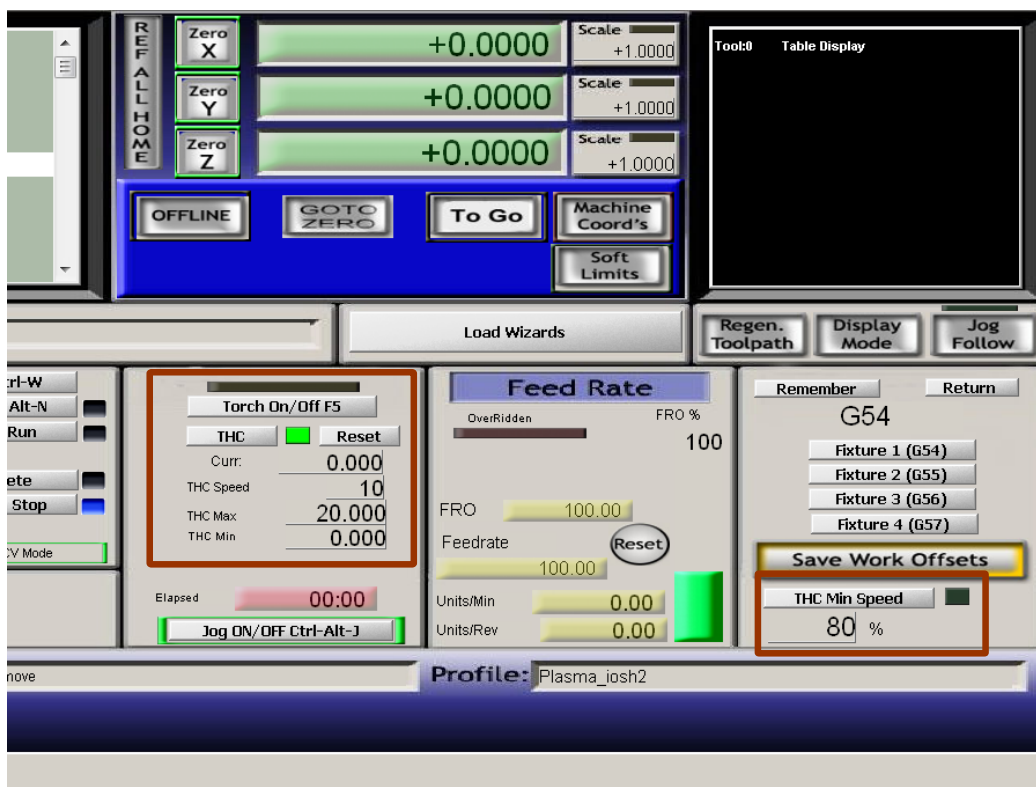 REF ALL HOME
Zero X
+0.0000
Scale
+1.0000
Zero Y
+0.0000
Scale
+1.0000
Zero Z
+0.0000
Scale
+1.0000
OFFLINE
GOTO ZERO
To Go
Machine Coord's
Soft Limits
Tool:0 Table Display
Load Wizards
Regen. Toolpath
Display Mode
Jog Follow
trl-W
Alt-N
Run
ete
Stop
CV Mode
Torch On/Off F5
THC
Reset
Curr: 0.000
THC Speed 10
THC Max 20.000
THC Min 0.000
Elapsed 00:00
Jog ON/OFF Ctrl-Alt-J
Feed Rate
OverRidden
FRO %
100
FRO 100.00
Feedrate
Reset
100.00
Units/Min 0.00
Units/Rev 0.00
Remember
Return
G54
Fixture 1 (G54)
Fixture 2 (G55)
Fixture 3 (G56)
Fixture 4 (G57)
Save Work Offsets
THC Min Speed
80 %
move
Profile: Plasma_iosh2